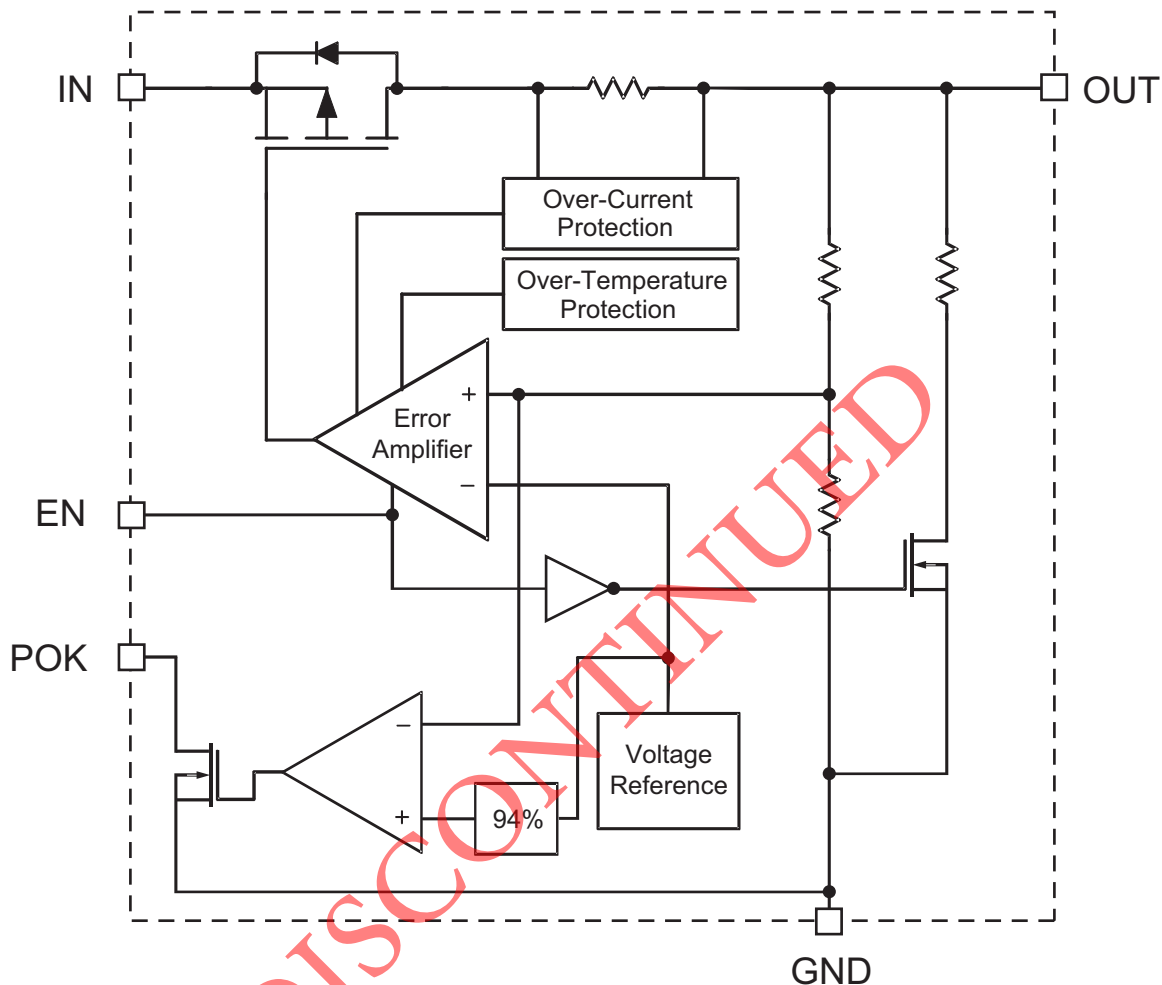 IN
OUT
Over-Current
Protection
Over-Temperature
Protection
+
Error
Amplifier
−
EN
POK
−
Voltage
Reference
+
94%
GND
DISCONTINUED